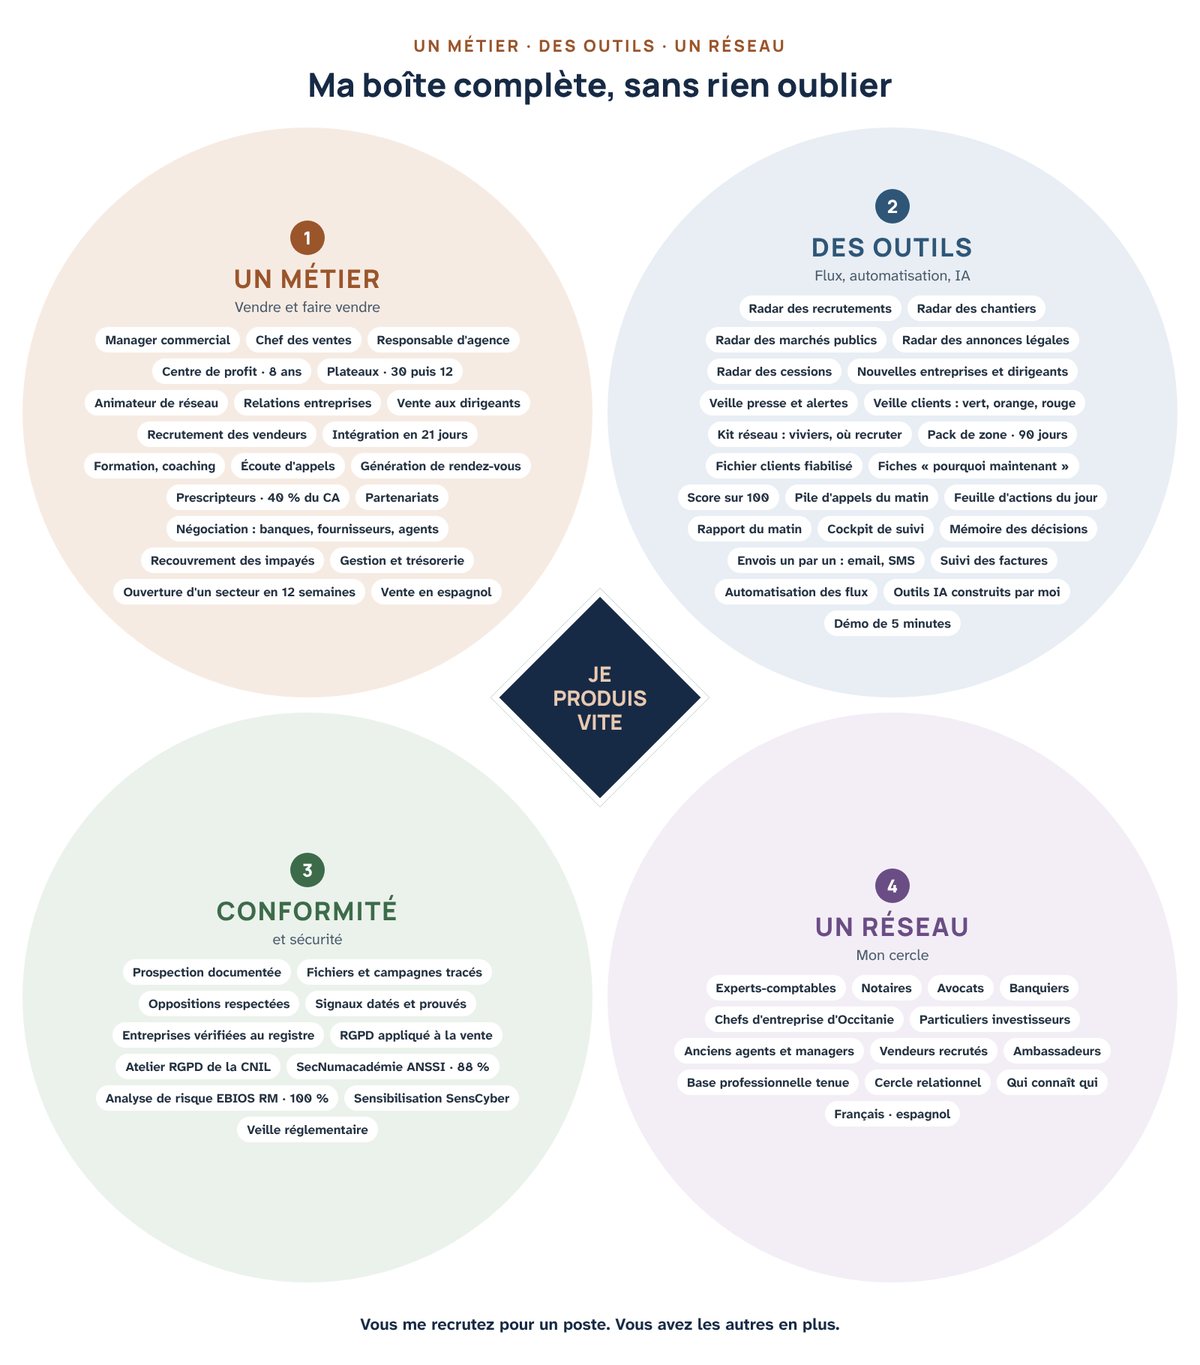 UN MÉTIER · DES OUTILS · UN RÉSEAU
Ma boîte complète, sans rien oublier
1
UN MÉTIER
Vendre et faire vendre
Manager commercial Chef des ventes Responsable d'agence
Centre de profit · 8 ans Plateaux · 30 puis 12
Animateur de réseau Relations entreprises Vente aux dirigeants
Recrutement des vendeurs Intégration en 21 jours
Formation, coaching Écoute d'appels Génération de rendez-vous
Prescripteurs · 40 % du CA Partenariats
Négociation : banques, fournisseurs, agents
Recouvrement des impayés Gestion et trésorerie
Ouverture d'un secteur en 12 semaines Vente en espagnol
2
DES OUTILS
Flux, automatisation, IA
Radar des recrutements Radar des chantiers
Radar des marchés publics Radar des annonces légales
Radar des cessions Nouvelles entreprises et dirigeants
Veille presse et alertes Veille clients : vert, orange, rouge
Kit réseau : viviers, où recruter Pack de zone · 90 jours
Fichier clients fiabilisé Fiches « pourquoi maintenant »
Score sur 100 Pile d'appels du matin Feuille d'actions du jour
Rapport du matin Cockpit de suivi Mémoire des décisions
Envois un par un : email, SMS Suivi des factures
Automatisation des flux Outils IA construits par moi
Démo de 5 minutes
JE
PRODUIS
VITE
3
CONFORMITÉ
et sécurité
Prospection documentée Fichiers et campagnes tracés
Oppositions respectées Signaux datés et prouvés
Entreprises vérifiées au registre RGPD appliqué à la vente
Atelier RGPD de la CNIL SecNumacadémie ANSSI · 88 %
Analyse de risque EBIOS RM · 100 % Sensibilisation SensCyber
Veille réglementaire
4
UN RÉSEAU
Mon cercle
Experts-comptables Notaires Avocats Banquiers
Chefs d'entreprise d'Occitanie Particuliers investisseurs
Anciens agents et managers Vendeurs recrutés Ambassadeurs
Base professionnelle tenue Cercle relationnel Qui connaît qui
Français · espagnol
Vous me recrutez pour un poste. Vous avez les autres en plus.